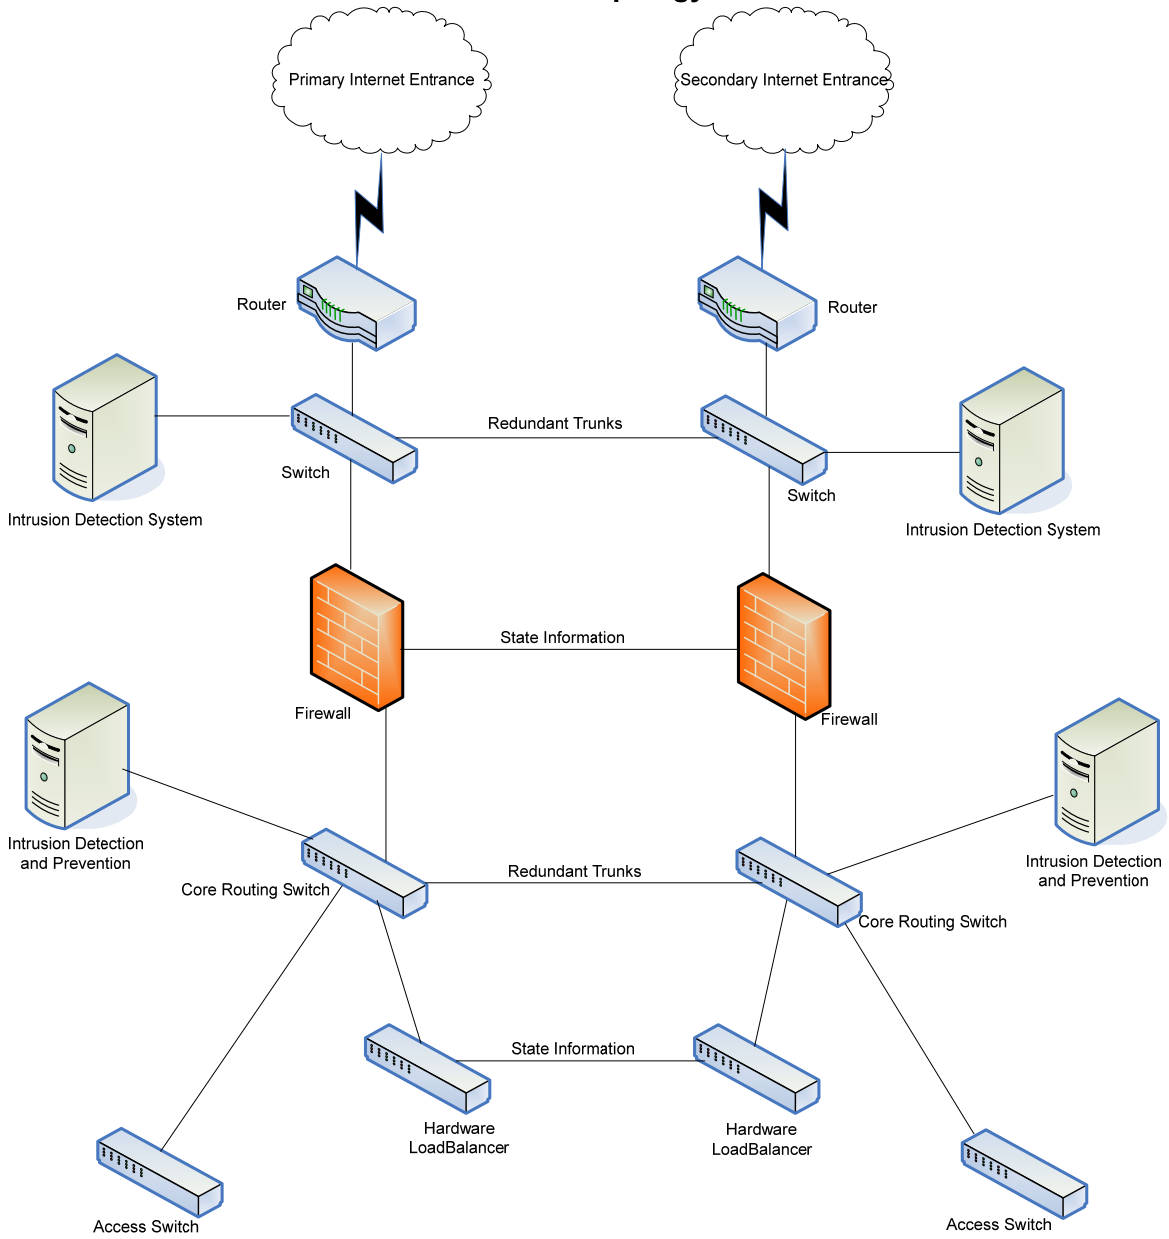 Primary Internet Entrance
Secondary Internet Entrance
Router
Router
Redundant Trunks
Switch
Switch
Intrusion Detection System
Intrusion Detection System
State Information
Firewall
Firewall
Intrusion Detection
and Prevention
Intrusion Detection
and Prevention
Redundant Trunks
Core Routing Switch
Core Routing Switch
State Information
Hardware
LoadBalancer
Hardware
LoadBalancer
Access Switch
Access Switch